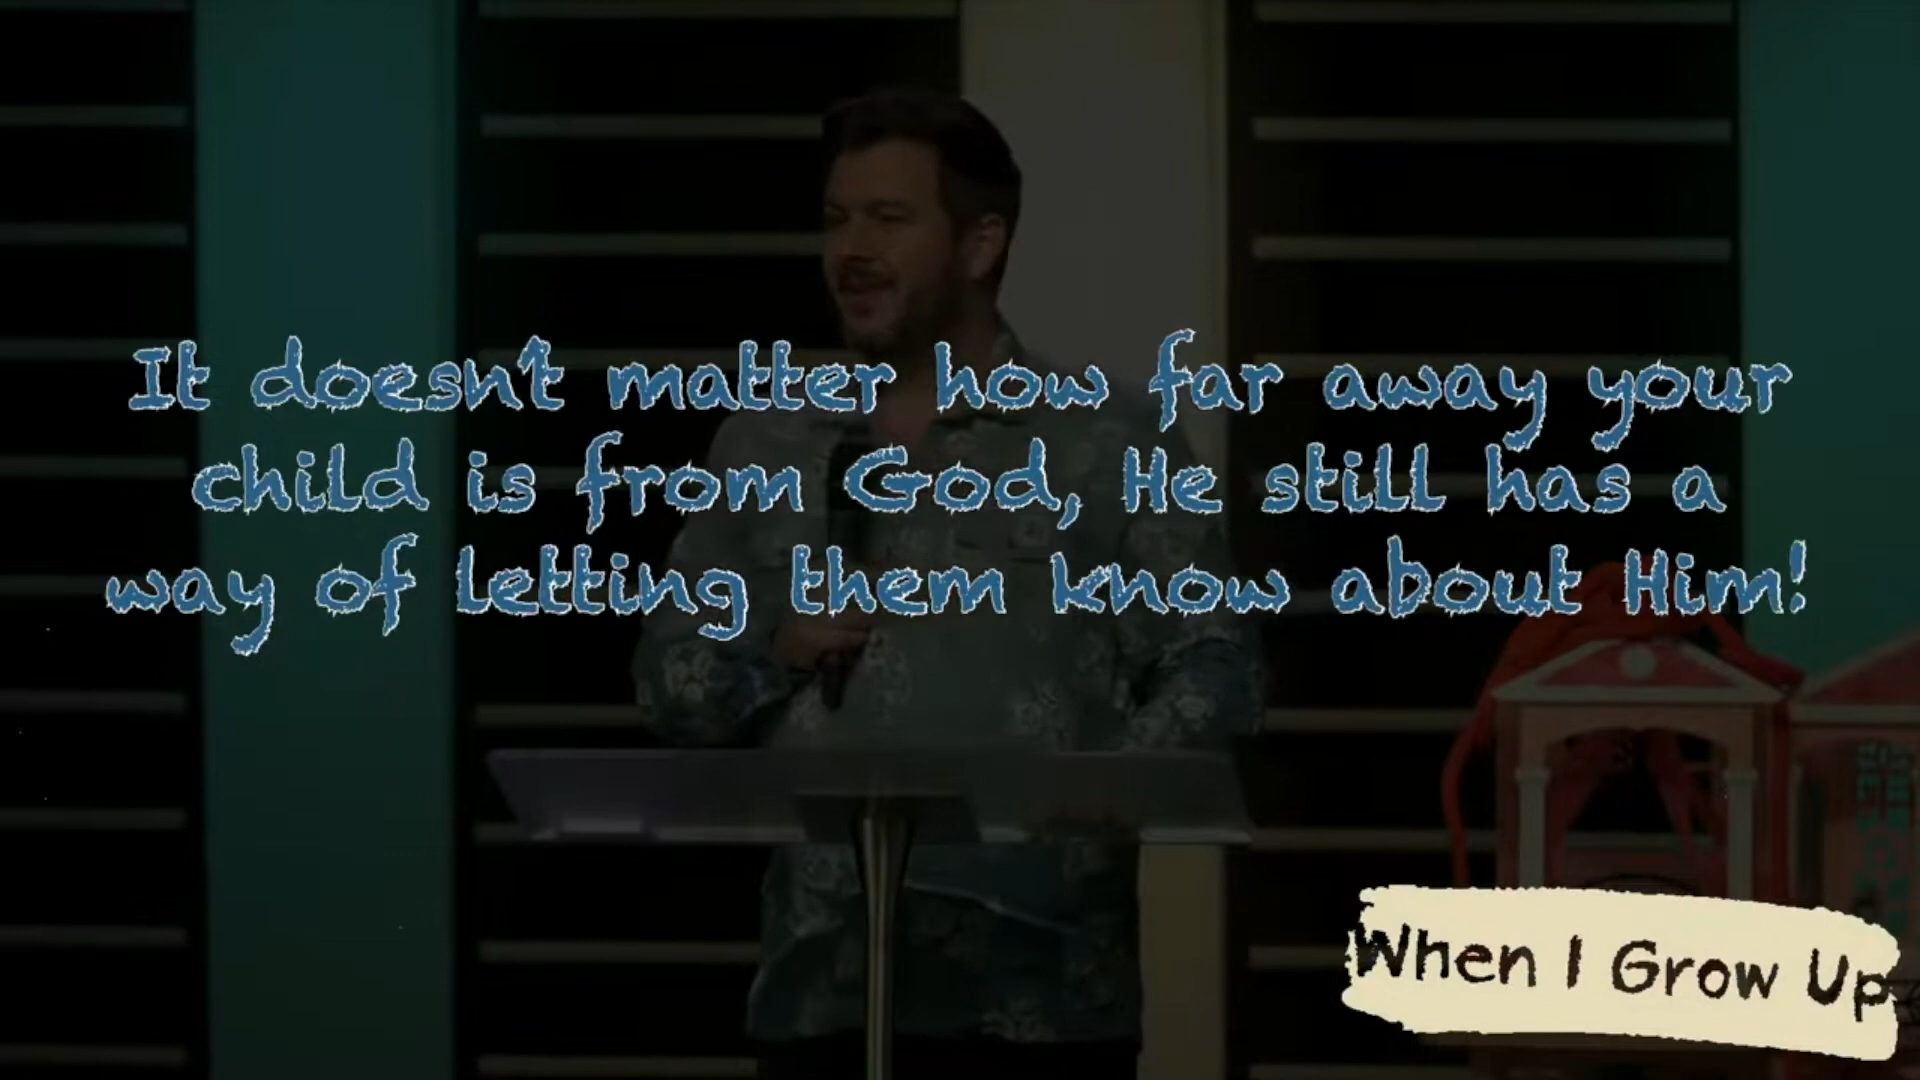 It doesn't matter how far away your
child is from God, He still has a
way of letting them know about Him!
When I Grow Up